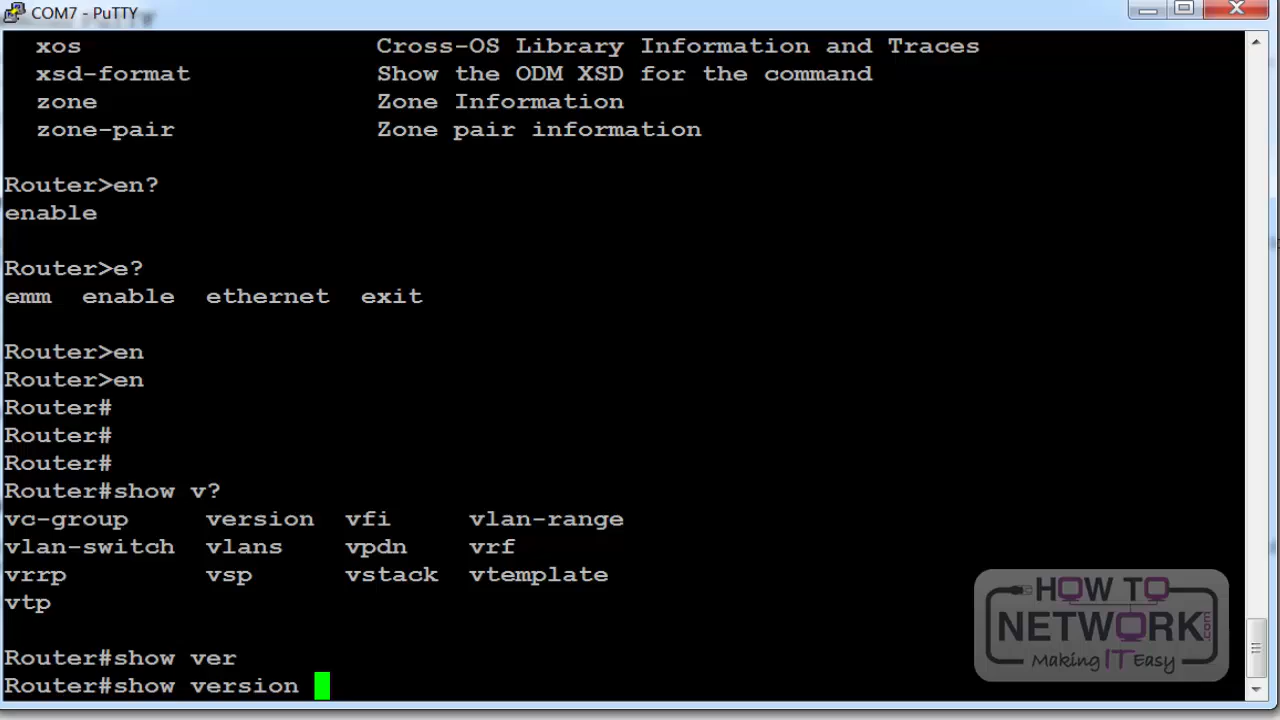 COM7 - PuTTY
xos Cross-OS Library Information and Traces
xsd-format Show the ODM XSD for the command
zone Zone Information
zone-pair Zone pair information
Router>en?
enable
Router>e?
emm enable ethernet exit
Router>en
Router>en
Router#
Router#
Router#
Router#show v?
vc-group version vfi vlan-range
vlan-switch vlans vpdn vrf
vrrp vsp vstack vtemplate
vtp
Router#show ver
Router#show version
HOW TO
NETWORK.com
Making IT Easy